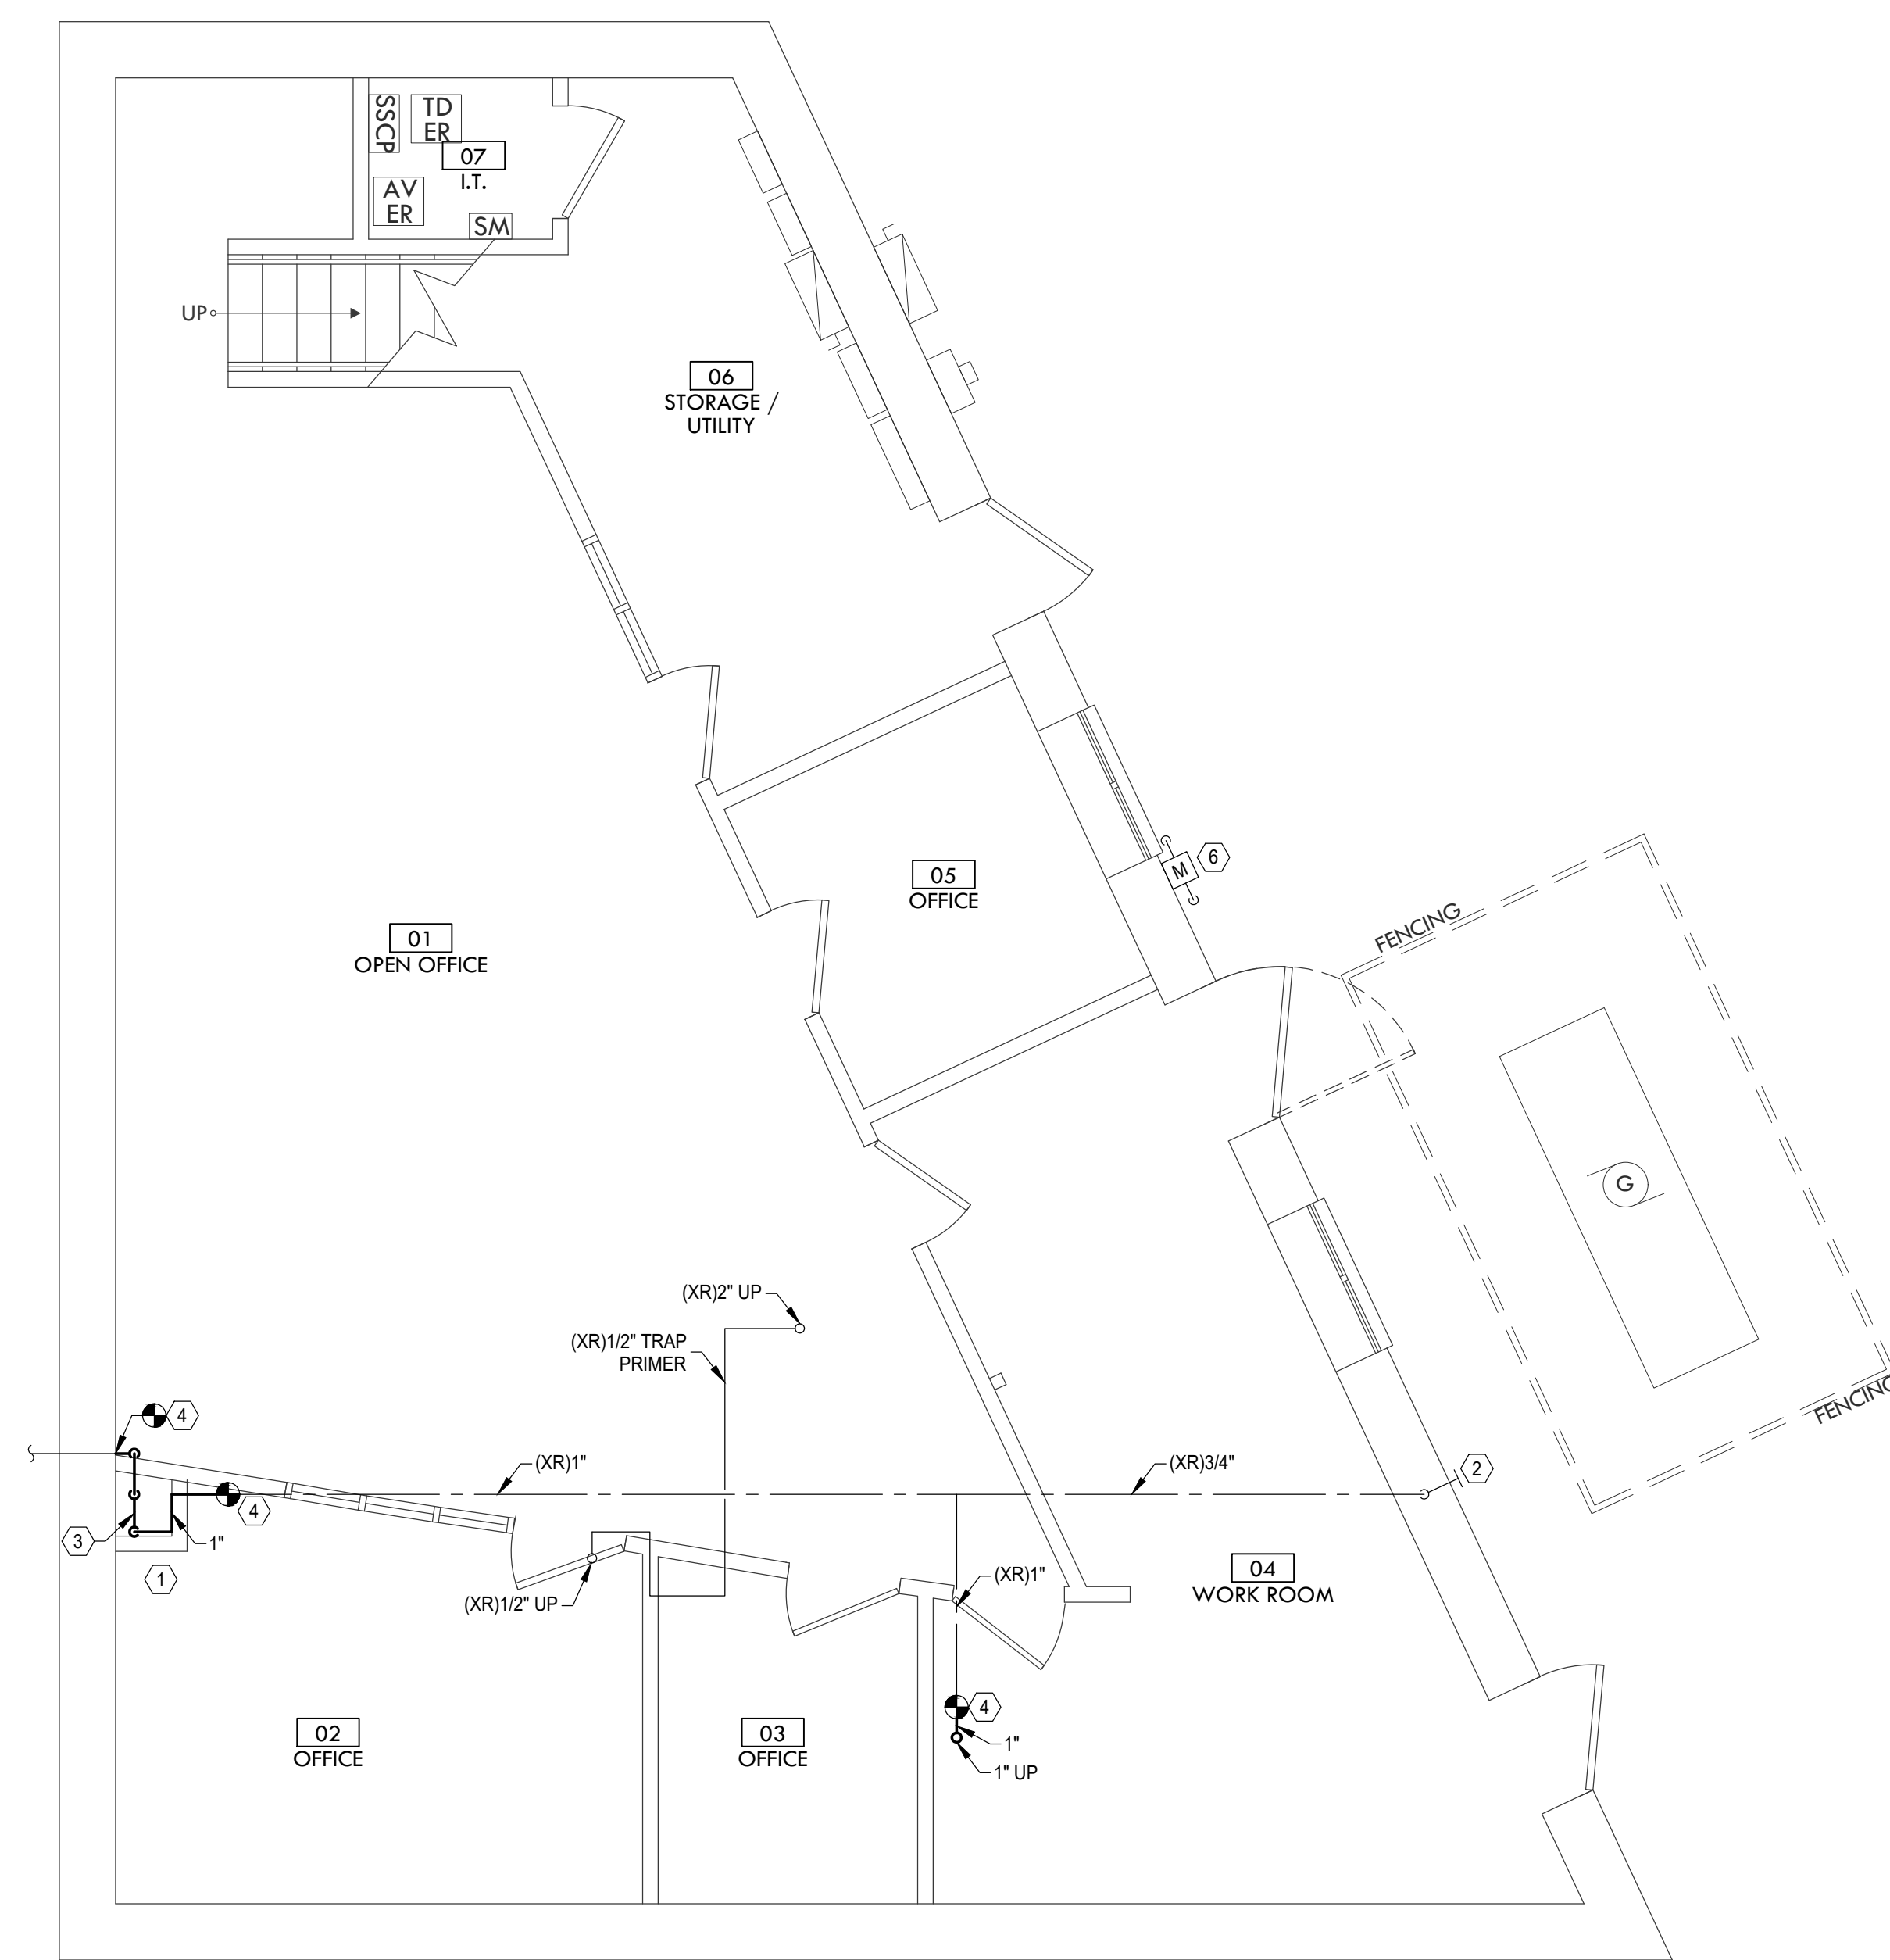 SSCP
TD
ER
07
I.T.
AV
ER
SM
UP
06
STORAGE /
UTILITY
05
OFFICE
M
6
01
OPEN OFFICE
FENCING
G
(XR)2" UP
(XR)1/2" TRAP
PRIMER
FENCING
4
(XR)1"
(XR)3/4"
2
4
3
1"
1
(XR)1/2" UP
(XR)1"
04
WORK ROOM
02
OFFICE
03
OFFICE
4
1"
1" UP